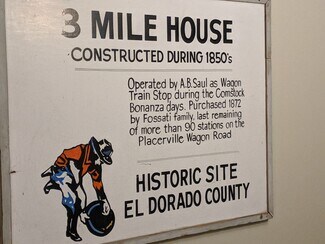 3 MILE HOUSE
CONSTRUCTED DURING 1850's
Operated by A.B.Saul as Wagon
Train Stop during the Comstock
Bonanza days. Purchased 1872
by Fossati family, last remaining
of more than 90 stations on the
Placerville Wagon Road
HISTORIC SITE
EL DORADO COUNTY